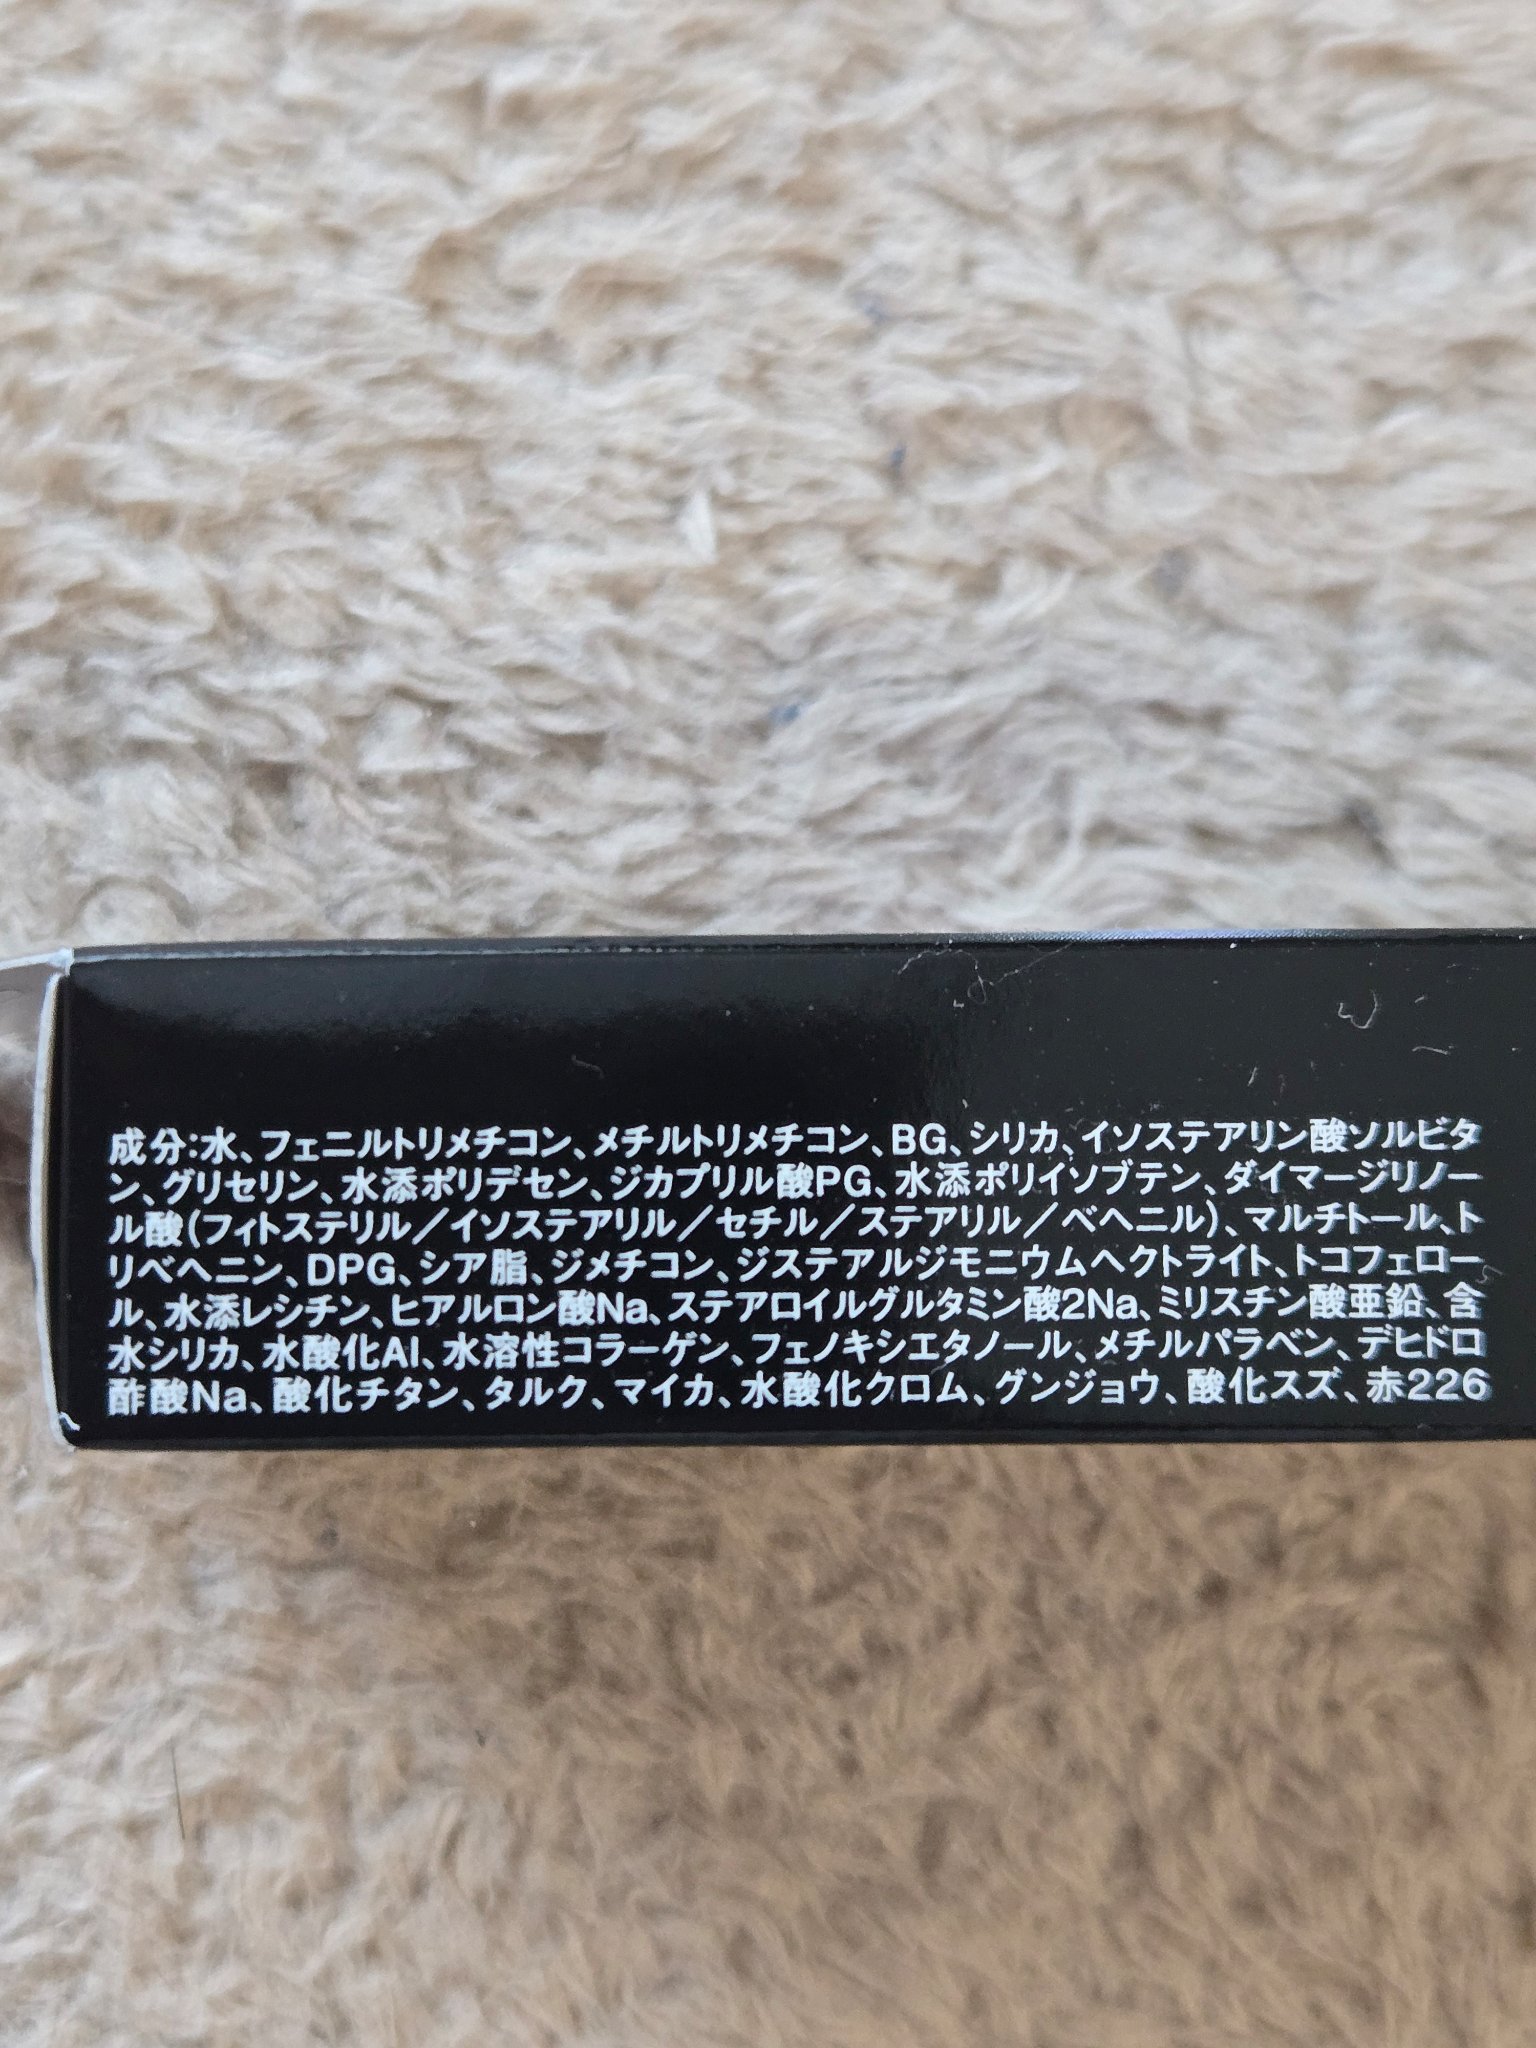 成分:水、フェニルトリメチコン、メチルトリメチコン、BG、シリカ、イソステアリン酸ソルビタ
ン、グリセリン、水添ポリデセン、ジカプリル酸PG、水添ポリイソブテン、ダイマージリノー
ル酸(フィトステリル/イソステアリル/セチル/ステアリル/ベヘニル)、マルチトール、ト
リベヘニン、DPG、シア脂、ジメチコン、ジステアルジモニウムヘクトライト、トコフェロー
ル、水添レシチン、ヒアルロン酸Na、ステアロイルグルタミン酸2Na、ミリスチン酸亜鉛、含
水シリカ、水酸化Al、水溶性コラーゲン、フェノキシエタノール、メチルパラベン、デヒドロ
酢酸Na、酸化チタン、タルク、マイカ、水酸化クロム、グンジョウ、酸化スズ、赤226